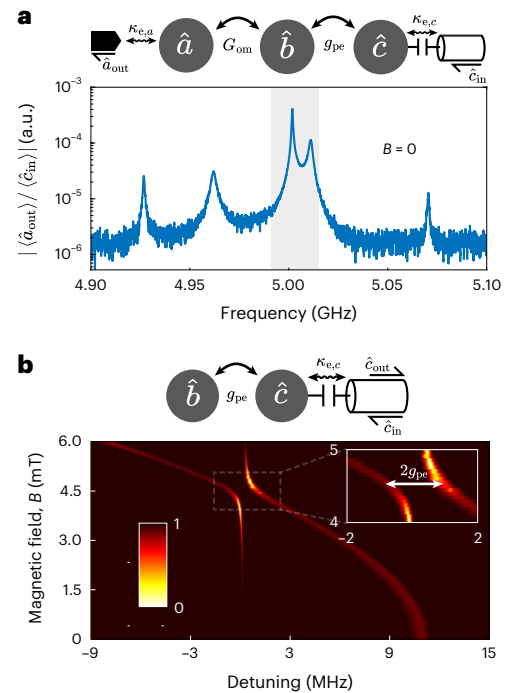 a
κe,a
âout
â
Gom
b̂
gpe
ĉ
κe,c
ĉin
10−3
10−4
10−5
10−6
| ⟨âout⟩ / ⟨ĉin⟩ | (a.u.)
B = 0
4.90 4.95 5.00 5.05 5.10
Frequency (GHz)
b
b̂
gpe
ĉ
κe,c
ĉout
ĉin
Magnetic field, B (mT)
6.0
4.5
3.0
1.5
0
1
0
5
4
2gpe
−2 2
−9 −3 3 9 15
Detuning (MHz)